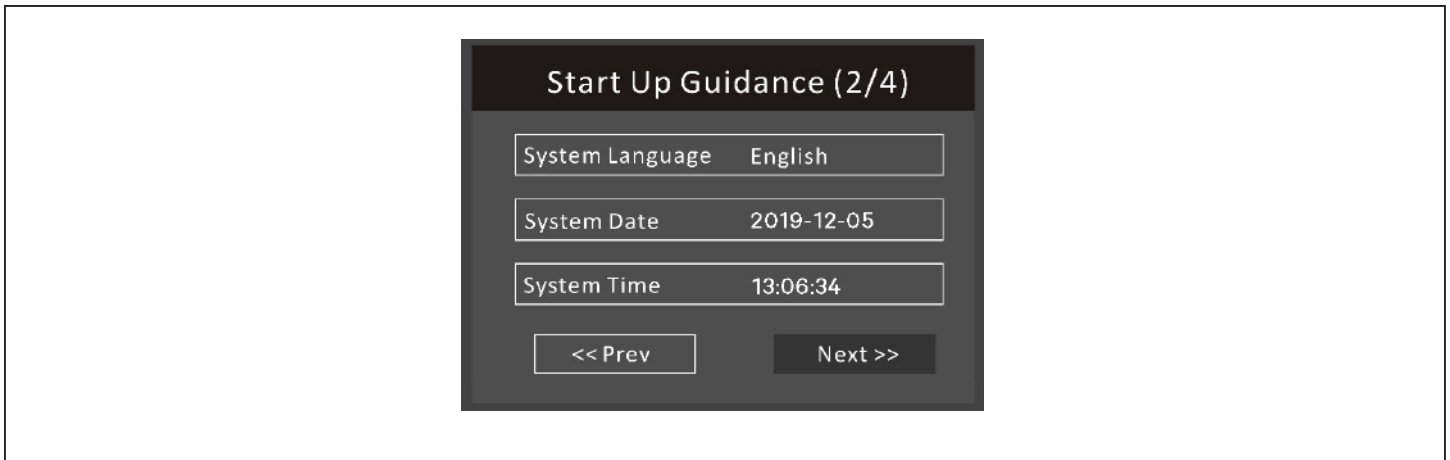 Start Up Guidance (2/4)
System Language English
System Date 2019-12-05
System Time 13:06:34
<< Prev Next >>